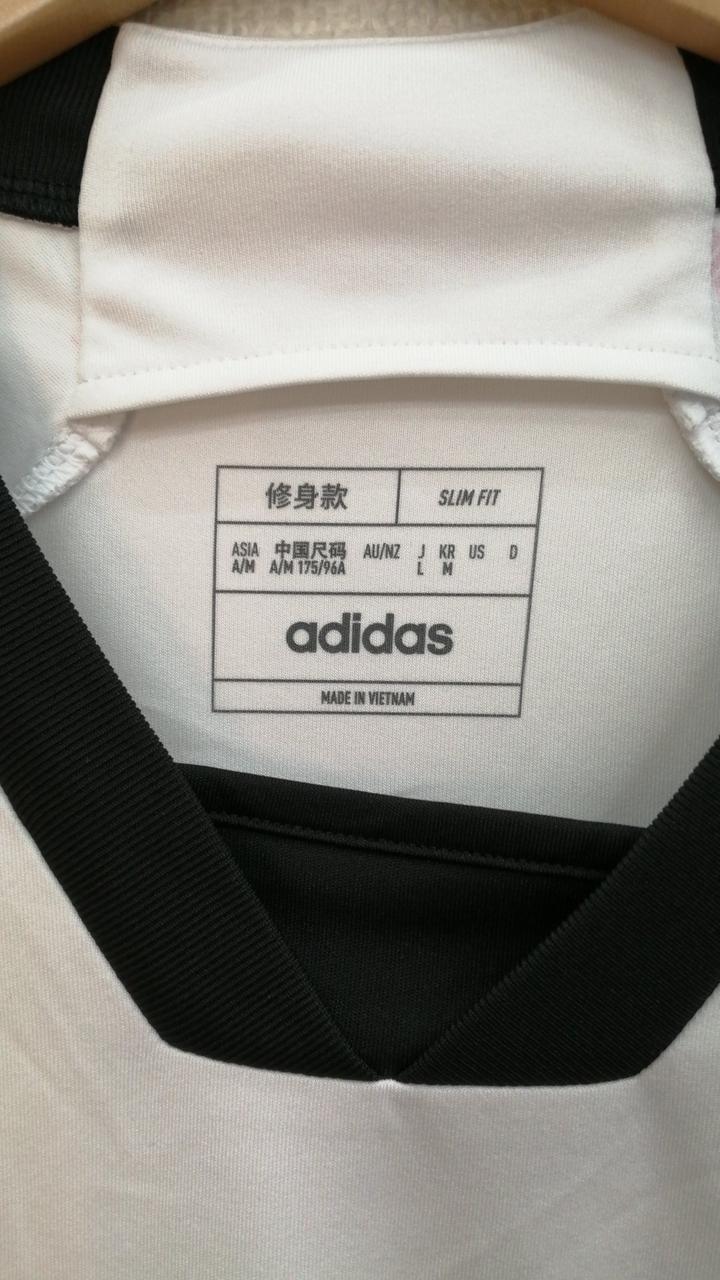 修身款 SLIM FIT
ASIA 中国尺码 AU/NZ J KR US D
A/M A/M 175/96A L M
adidas
MADE IN VIETNAM